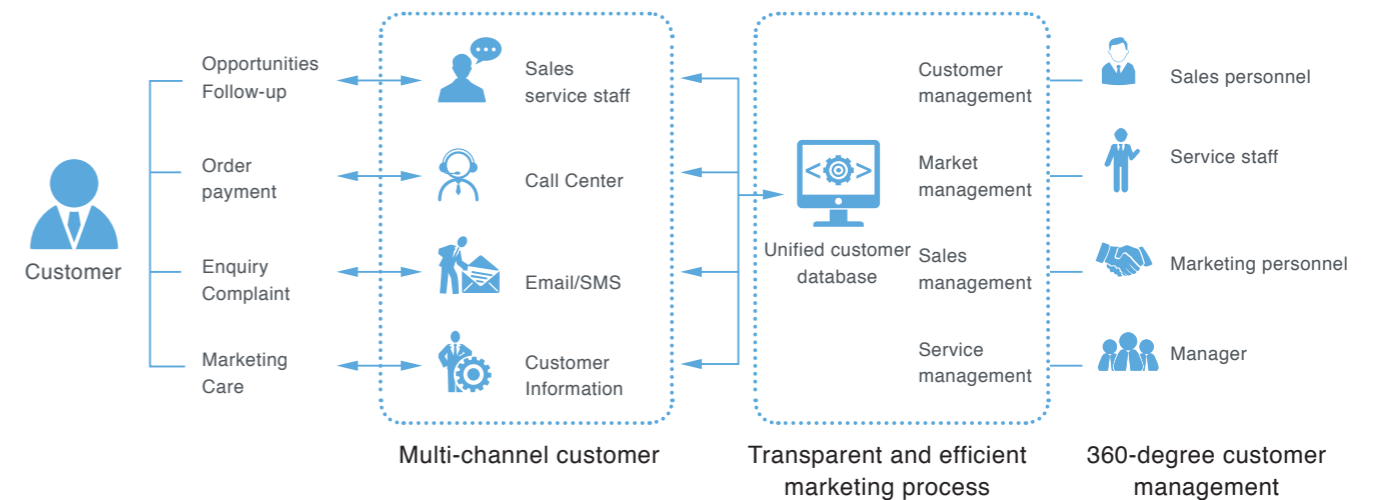 Customer
Opportunities
Follow-up
Order
payment
Enquiry
Complaint
Marketing
Care
Sales
service staff
Call Center
Email/SMS
Customer
Information
Multi-channel customer
Unified customer
database
Customer
management
Market
management
Sales
management
Service
management
Transparent and efficient
marketing process
Sales personnel
Service staff
Marketing personnel
Manager
360-degree customer
management